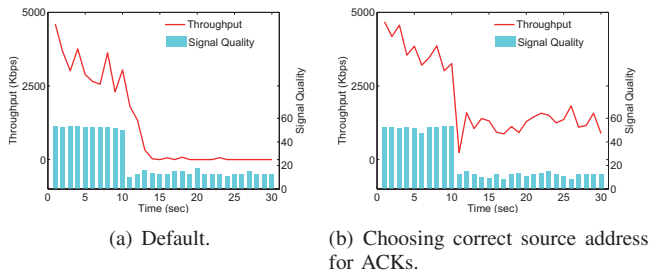 5000
2500
0
Throughput (Kbps)
Throughput
Signal Quality
60
40
20
0
Signal Quality
0 5 10 15 20 25 30
Time (sec)
(a) Default.
5000
2500
0
Throughput (Kbps)
Throughput
Signal Quality
60
40
20
0
Signal Quality
0 5 10 15 20 25 30
Time (sec)
(b) Choosing correct source address
for ACKs.